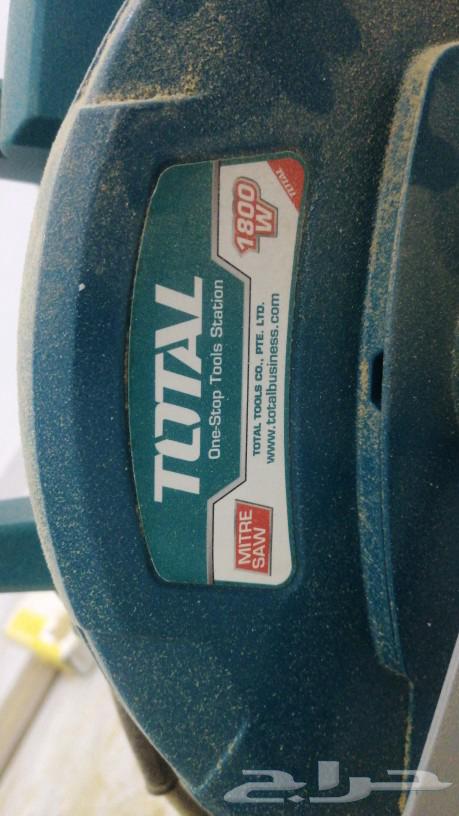 TOTAL
One-Stop Tools Station
1800
W
TOTAL
MITRE
SAW
TOTAL TOOLS CO., PTE. LTD.
www.totalbusiness.com
حراج